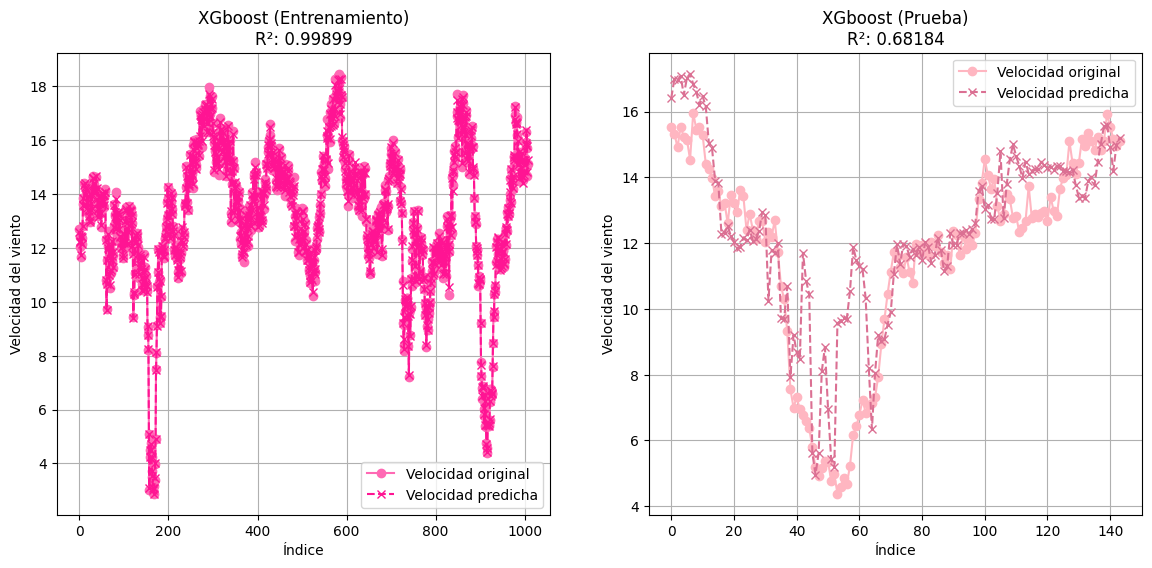 XGboost (Entrenamiento)
R²: 0.99899
Velocidad del viento
18
16
14
12
10
8
6
4
0
200
400
600
800
1000
Índice
Velocidad original
Velocidad predicha
XGboost (Prueba)
R²: 0.68184
Velocidad del viento
16
14
12
10
8
6
4
0
20
40
60
80
100
120
140
Índice
Velocidad original
Velocidad predicha